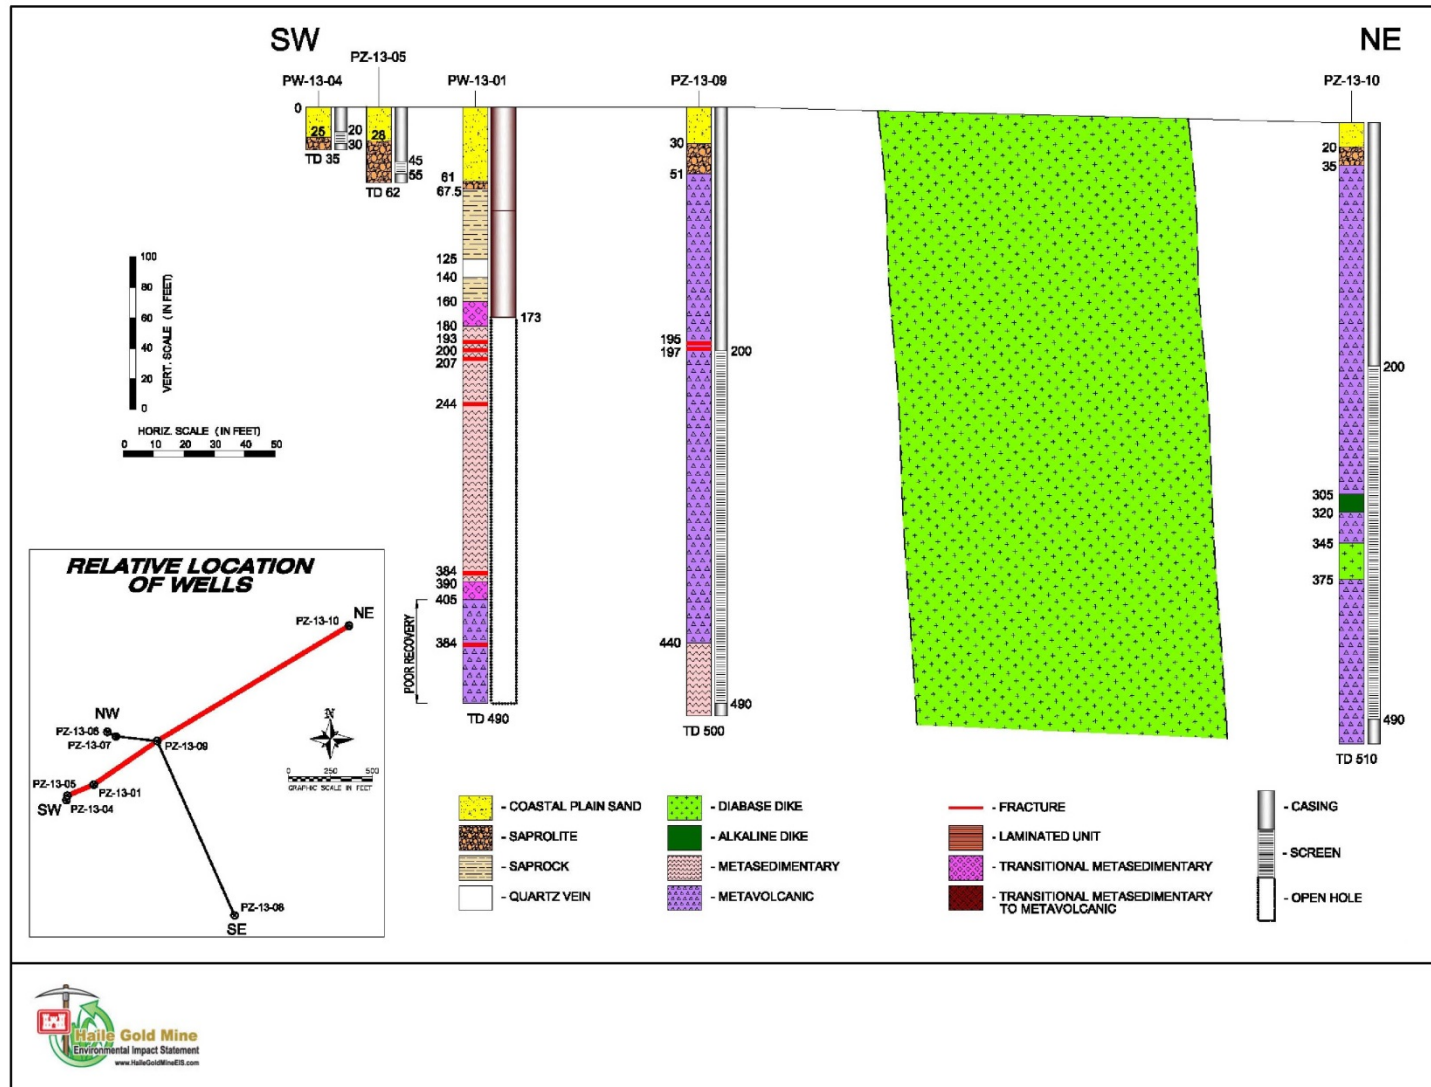 SW
NE
PZ-13-05
PW-13-04
PW-13-01
PZ-13-09
PZ-13-10
0
25
20
30
TD 35
28
45
55
TD 62
61
67.5
125
140
160
180
193
200
207
244
384
390
405
384
173
POOR RECOVERY
TD 490
30
51
195
197
200
440
490
TD 500
20
35
200
305
320
345
375
490
TD 510
100
80
60
40
20
0
VERT. SCALE ( IN FEET)
HORIZ. SCALE ( IN FEET)
0 10 20 30 40 50
RELATIVE LOCATION
OF WELLS
NE
PZ-13-10
NW
PZ-13-06
PZ-13-07
PZ-13-09
N
PZ-13-05
PZ-13-01
SW
PZ-13-04
0 250 500
GRAPHIC SCALE IN FEET
PZ-13-08
SE
- COASTAL PLAIN SAND
- SAPROLITE
- SAPROCK
- QUARTZ VEIN
- DIABASE DIKE
- ALKALINE DIKE
- METASEDIMENTARY
- METAVOLCANIC
- FRACTURE
- LAMINATED UNIT
- TRANSITIONAL METASEDIMENTARY
- TRANSITIONAL METASEDIMENTARY
TO METAVOLCANIC
- CASING
- SCREEN
- OPEN HOLE
Haile Gold Mine
Environmental Impact Statement
www.HaileGoldMineEIS.com